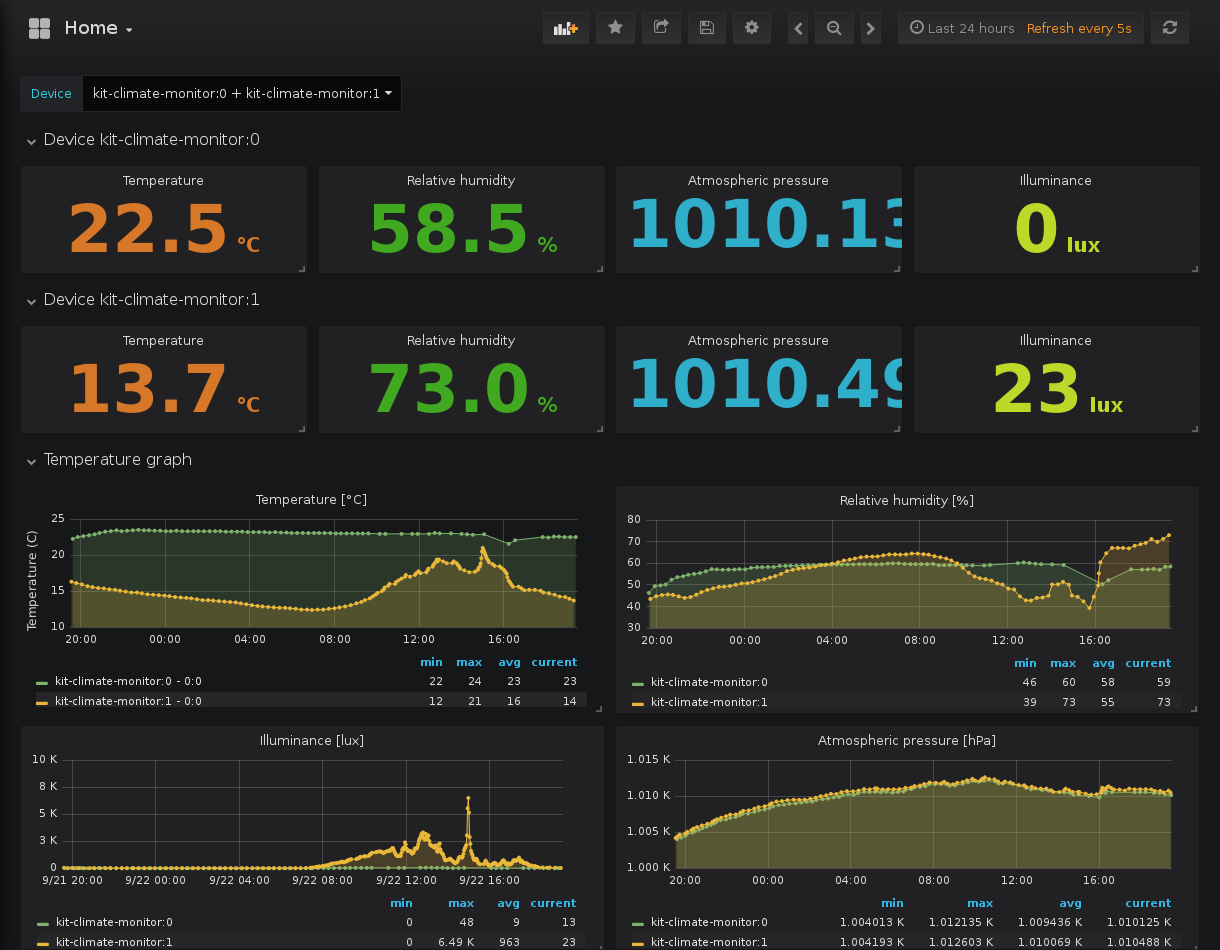 Home
Last 24 hours Refresh every 5s
Device kit-climate-monitor:0 + kit-climate-monitor:1
Device kit-climate-monitor:0
Temperature Relative humidity Atmospheric pressure Illuminance
22.5 °C 58.5 % 1010.13 0 lux
Device kit-climate-monitor:1
Temperature Relative humidity Atmospheric pressure Illuminance
13.7 °C 73.0 % 1010.49 23 lux
Temperature graph
Temperature [°C]
Temperature (C)
25
20
15
10
20:00 00:00 04:00 08:00 12:00 16:00
min max avg current
kit-climate-monitor:0 - 0:0 22 24 23 23
kit-climate-monitor:1 - 0:0 12 21 16 14
Relative humidity [%]
80
70
60
50
40
30
20:00 00:00 04:00 08:00 12:00 16:00
min max avg current
kit-climate-monitor:0 46 60 58 59
kit-climate-monitor:1 39 73 55 73
Illuminance [lux]
10 K
8 K
5 K
3 K
0
9/21 20:00 9/22 00:00 9/22 04:00 9/22 08:00 9/22 12:00 9/22 16:00
min max avg current
kit-climate-monitor:0 0 48 9 13
kit-climate-monitor:1 0 6.49 K 963 23
Atmospheric pressure [hPa]
1.015 K
1.010 K
1.005 K
1.000 K
20:00 00:00 04:00 08:00 12:00 16:00
min max avg current
kit-climate-monitor:0 1.004013 K 1.012135 K 1.009436 K 1.010125 K
kit-climate-monitor:1 1.004193 K 1.012603 K 1.010069 K 1.010488 K